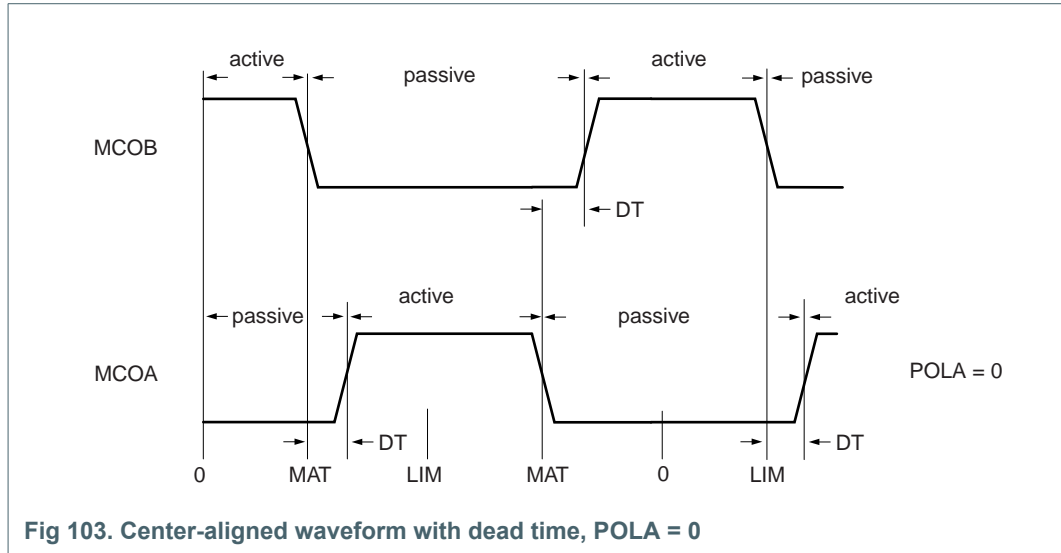 active
passive
active
passive
MCOB
DT
active
active
passive
passive
MCOA
POLA = 0
DT
DT
0
MAT
LIM
MAT
0
LIM
Fig 103. Center-aligned waveform with dead time, POLA = 0